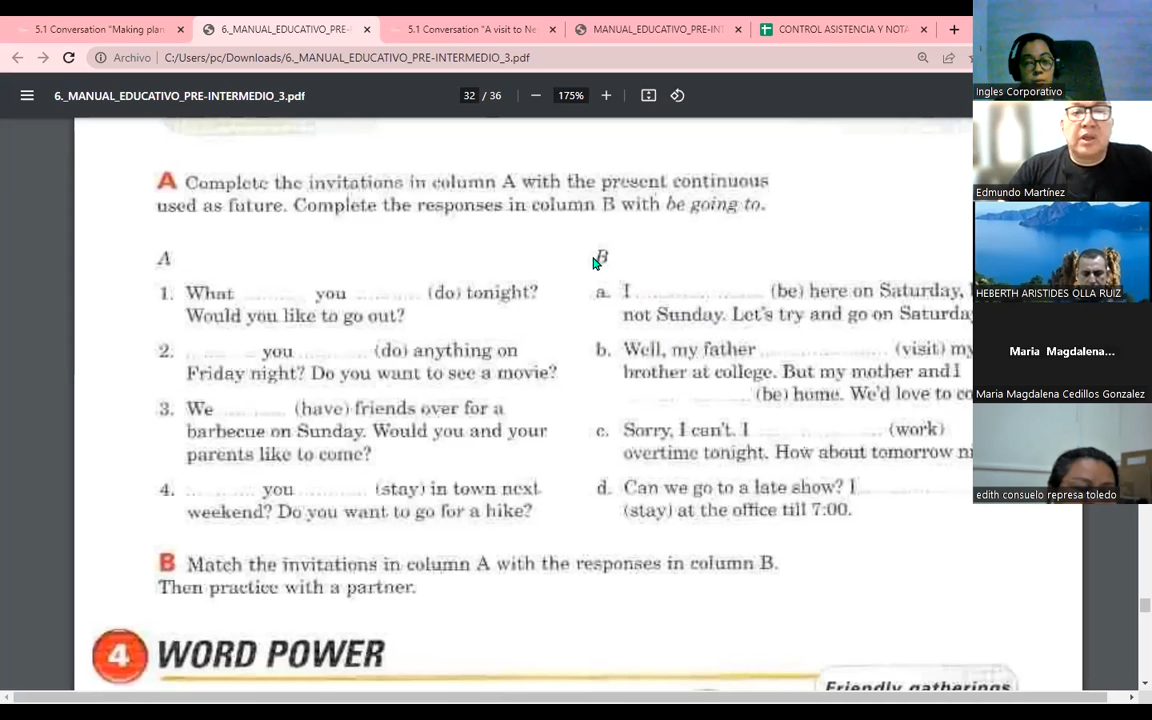 5.1 Conversation "Making plan
6._MANUAL_EDUCATIVO_PRE-I
5.1 Conversation "A visit to Ne
MANUAL_EDUCATIVO_PRE-INT
CONTROL ASISTENCIA Y NOTA
Archivo
C:/Users/pc/Downloads/6._MANUAL_EDUCATIVO_PRE-INTERMEDIO_3.pdf
6._MANUAL_EDUCATIVO_PRE-INTERMEDIO_3.pdf
32 / 36
175%
A Complete the invitations in column A with the present continuous
used as future. Complete the responses in column B with be going to.
A
1. What you (do) tonight?
Would you like to go out?
2. you (do) anything on
Friday night? Do you want to see a movie?
3. We (have) friends over for a
barbecue on Sunday. Would you and your
parents like to come?
4. you (stay) in town next
weekend? Do you want to go for a hike?
B
a. I (be) here on Saturday,
not Sunday. Let's try and go on Saturda
b. Well, my father (visit) my
brother at college. But my mother and I
(be) home. We'd love to co
c. Sorry, I can't. I (work)
overtime tonight. How about tomorrow ni
d. Can we go to a late show? I
(stay) at the office till 7:00.
B Match the invitations in column A with the responses in column B.
Then practice with a partner.
4 WORD POWER
Friendly gatherings
Ingles Corporativo
Edmundo Martínez
HEBERTH ARISTIDES OLLA RUIZ
Maria Magdalena...
Maria Magdalena Cedillos Gonzalez
edith consuelo represa toledo